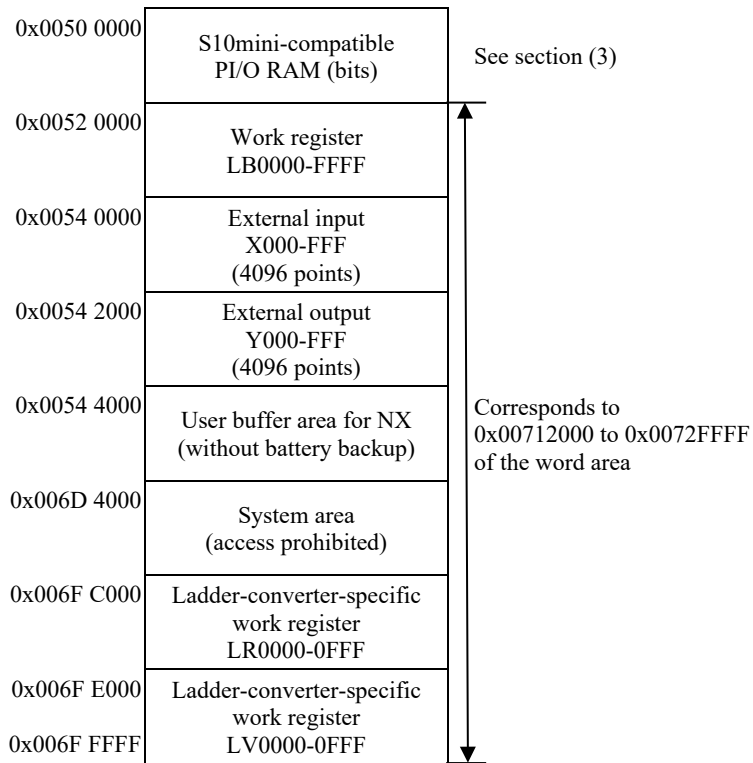 0x0050 0000
S10mini-compatible
PI/O RAM (bits)
See section (3)
0x0052 0000
Work register
LB0000-FFFF
0x0054 0000
External input
X000-FFF
(4096 points)
0x0054 2000
External output
Y000-FFF
(4096 points)
0x0054 4000
User buffer area for NX
(without battery backup)
Corresponds to
0x00712000 to 0x0072FFFF
of the word area
0x006D 4000
System area
(access prohibited)
0x006F C000
Ladder-converter-specific
work register
LR0000-0FFF
0x006F E000
Ladder-converter-specific
work register
LV0000-0FFF
0x006F FFFF